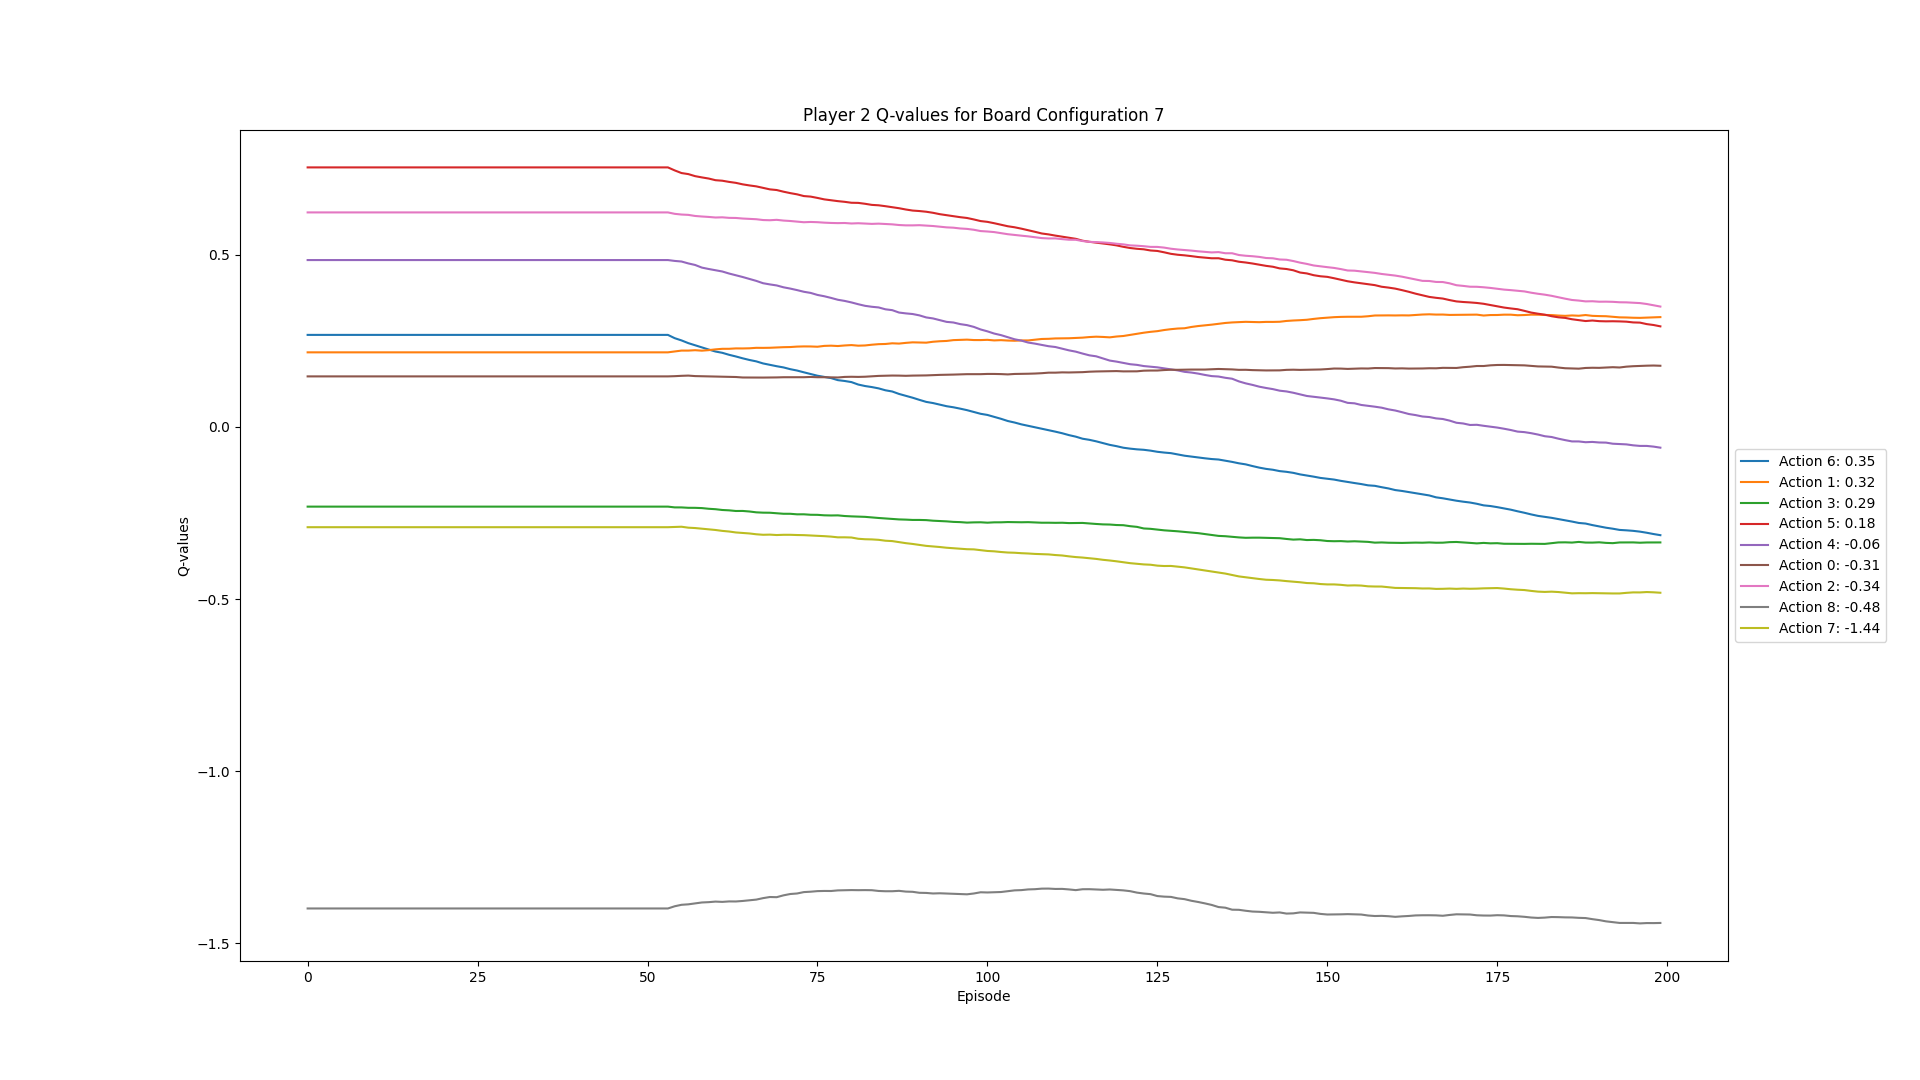 Player 2 Q-values for Board Configuration 7
0.5
0.0
−0.5
−1.0
−1.5
Q-values
0 25 50 75 100 125 150 175 200
Episode
Action 6: 0.35
Action 1: 0.32
Action 3: 0.29
Action 5: 0.18
Action 4: -0.06
Action 0: -0.31
Action 2: -0.34
Action 8: -0.48
Action 7: -1.44